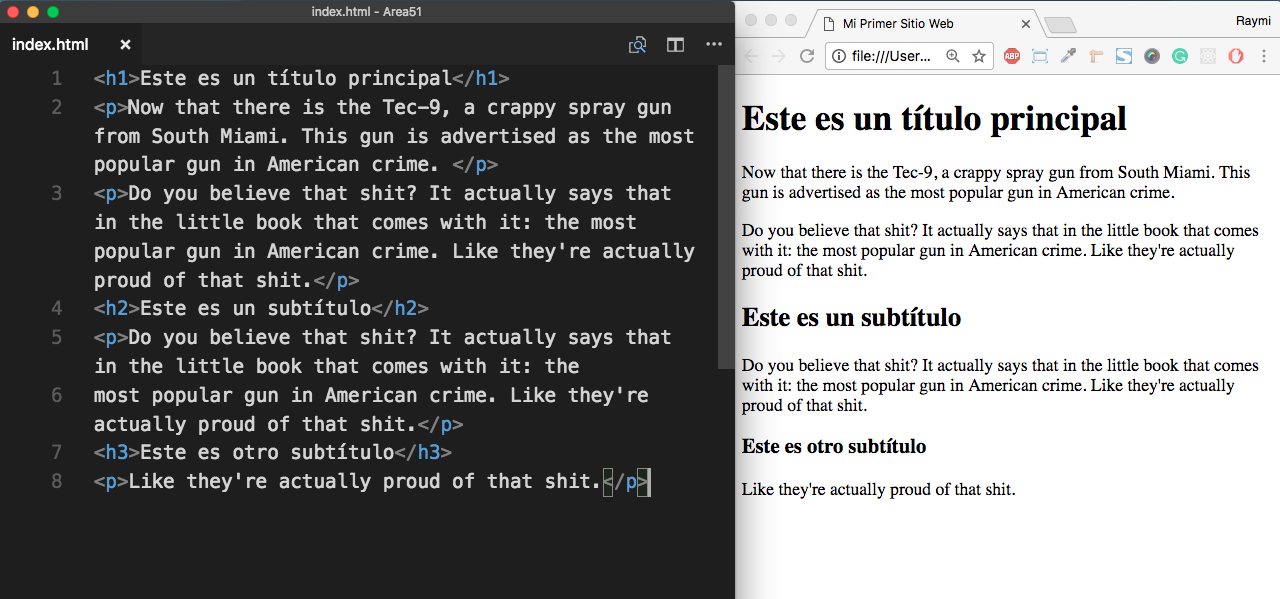 index.html - Area51
index.html
1 <h1>Este es un título principal</h1>
2 <p>Now that there is the Tec-9, a crappy spray gun
from South Miami. This gun is advertised as the most
popular gun in American crime. </p>
3 <p>Do you believe that shit? It actually says that
in the little book that comes with it: the most
popular gun in American crime. Like they're actually
proud of that shit.</p>
4 <h2>Este es un subtítulo</h2>
5 <p>Do you believe that shit? It actually says that
in the little book that comes with it: the
6 most popular gun in American crime. Like they're
actually proud of that shit.</p>
7 <h3>Este es otro subtítulo</h3>
8 <p>Like they're actually proud of that shit.</p>
Mi Primer Sitio Web
Raymi
file:///User...
ABP
Este es un título principal
Now that there is the Tec-9, a crappy spray gun from South Miami. This
gun is advertised as the most popular gun in American crime.
Do you believe that shit? It actually says that in the little book that comes
with it: the most popular gun in American crime. Like they're actually
proud of that shit.
Este es un subtítulo
Do you believe that shit? It actually says that in the little book that comes
with it: the most popular gun in American crime. Like they're actually
proud of that shit.
Este es otro subtítulo
Like they're actually proud of that shit.